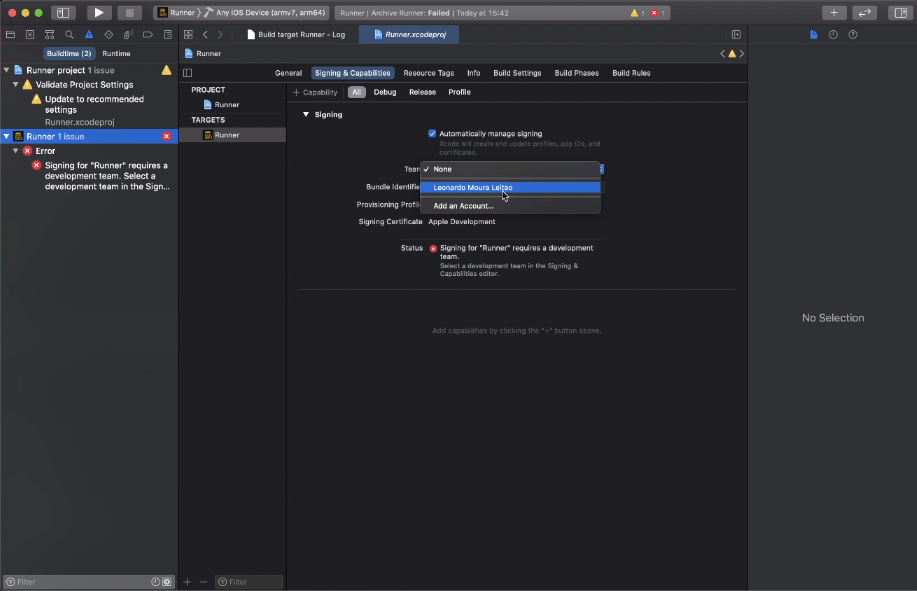 Runner 〉 Any iOS Device (armv7, arm64)
Runner | Archive Runner: Failed | Today at 15:42
1
1
Build target Runner - Log
Runner.xcodeproj
Buildtime (2)
Runtime
Runner
Runner project 1 issue
Validate Project Settings
Update to recommended
settings
Runner.xcodeproj
Runner 1 issue
Error
Signing for "Runner" requires a
development team. Select a
development team in the Sign...
General
Signing & Capabilities
Resource Tags
Info
Build Settings
Build Phases
Build Rules
PROJECT
Runner
TARGETS
Runner
+ Capability
All
Debug
Release
Profile
Signing
Automatically manage signing
Xcode will create and update profiles, app IDs, and
certificates.
Team
None
Leonardo Moura Leitao
Add an Account...
Bundle Identifie
Provisioning Profil
Signing Certificate Apple Development
Status
Signing for "Runner" requires a development
team.
Select a development team in the Signing &
Capabilities editor.
Add capabilities by clicking the "+" button above.
No Selection
Filter
Filter